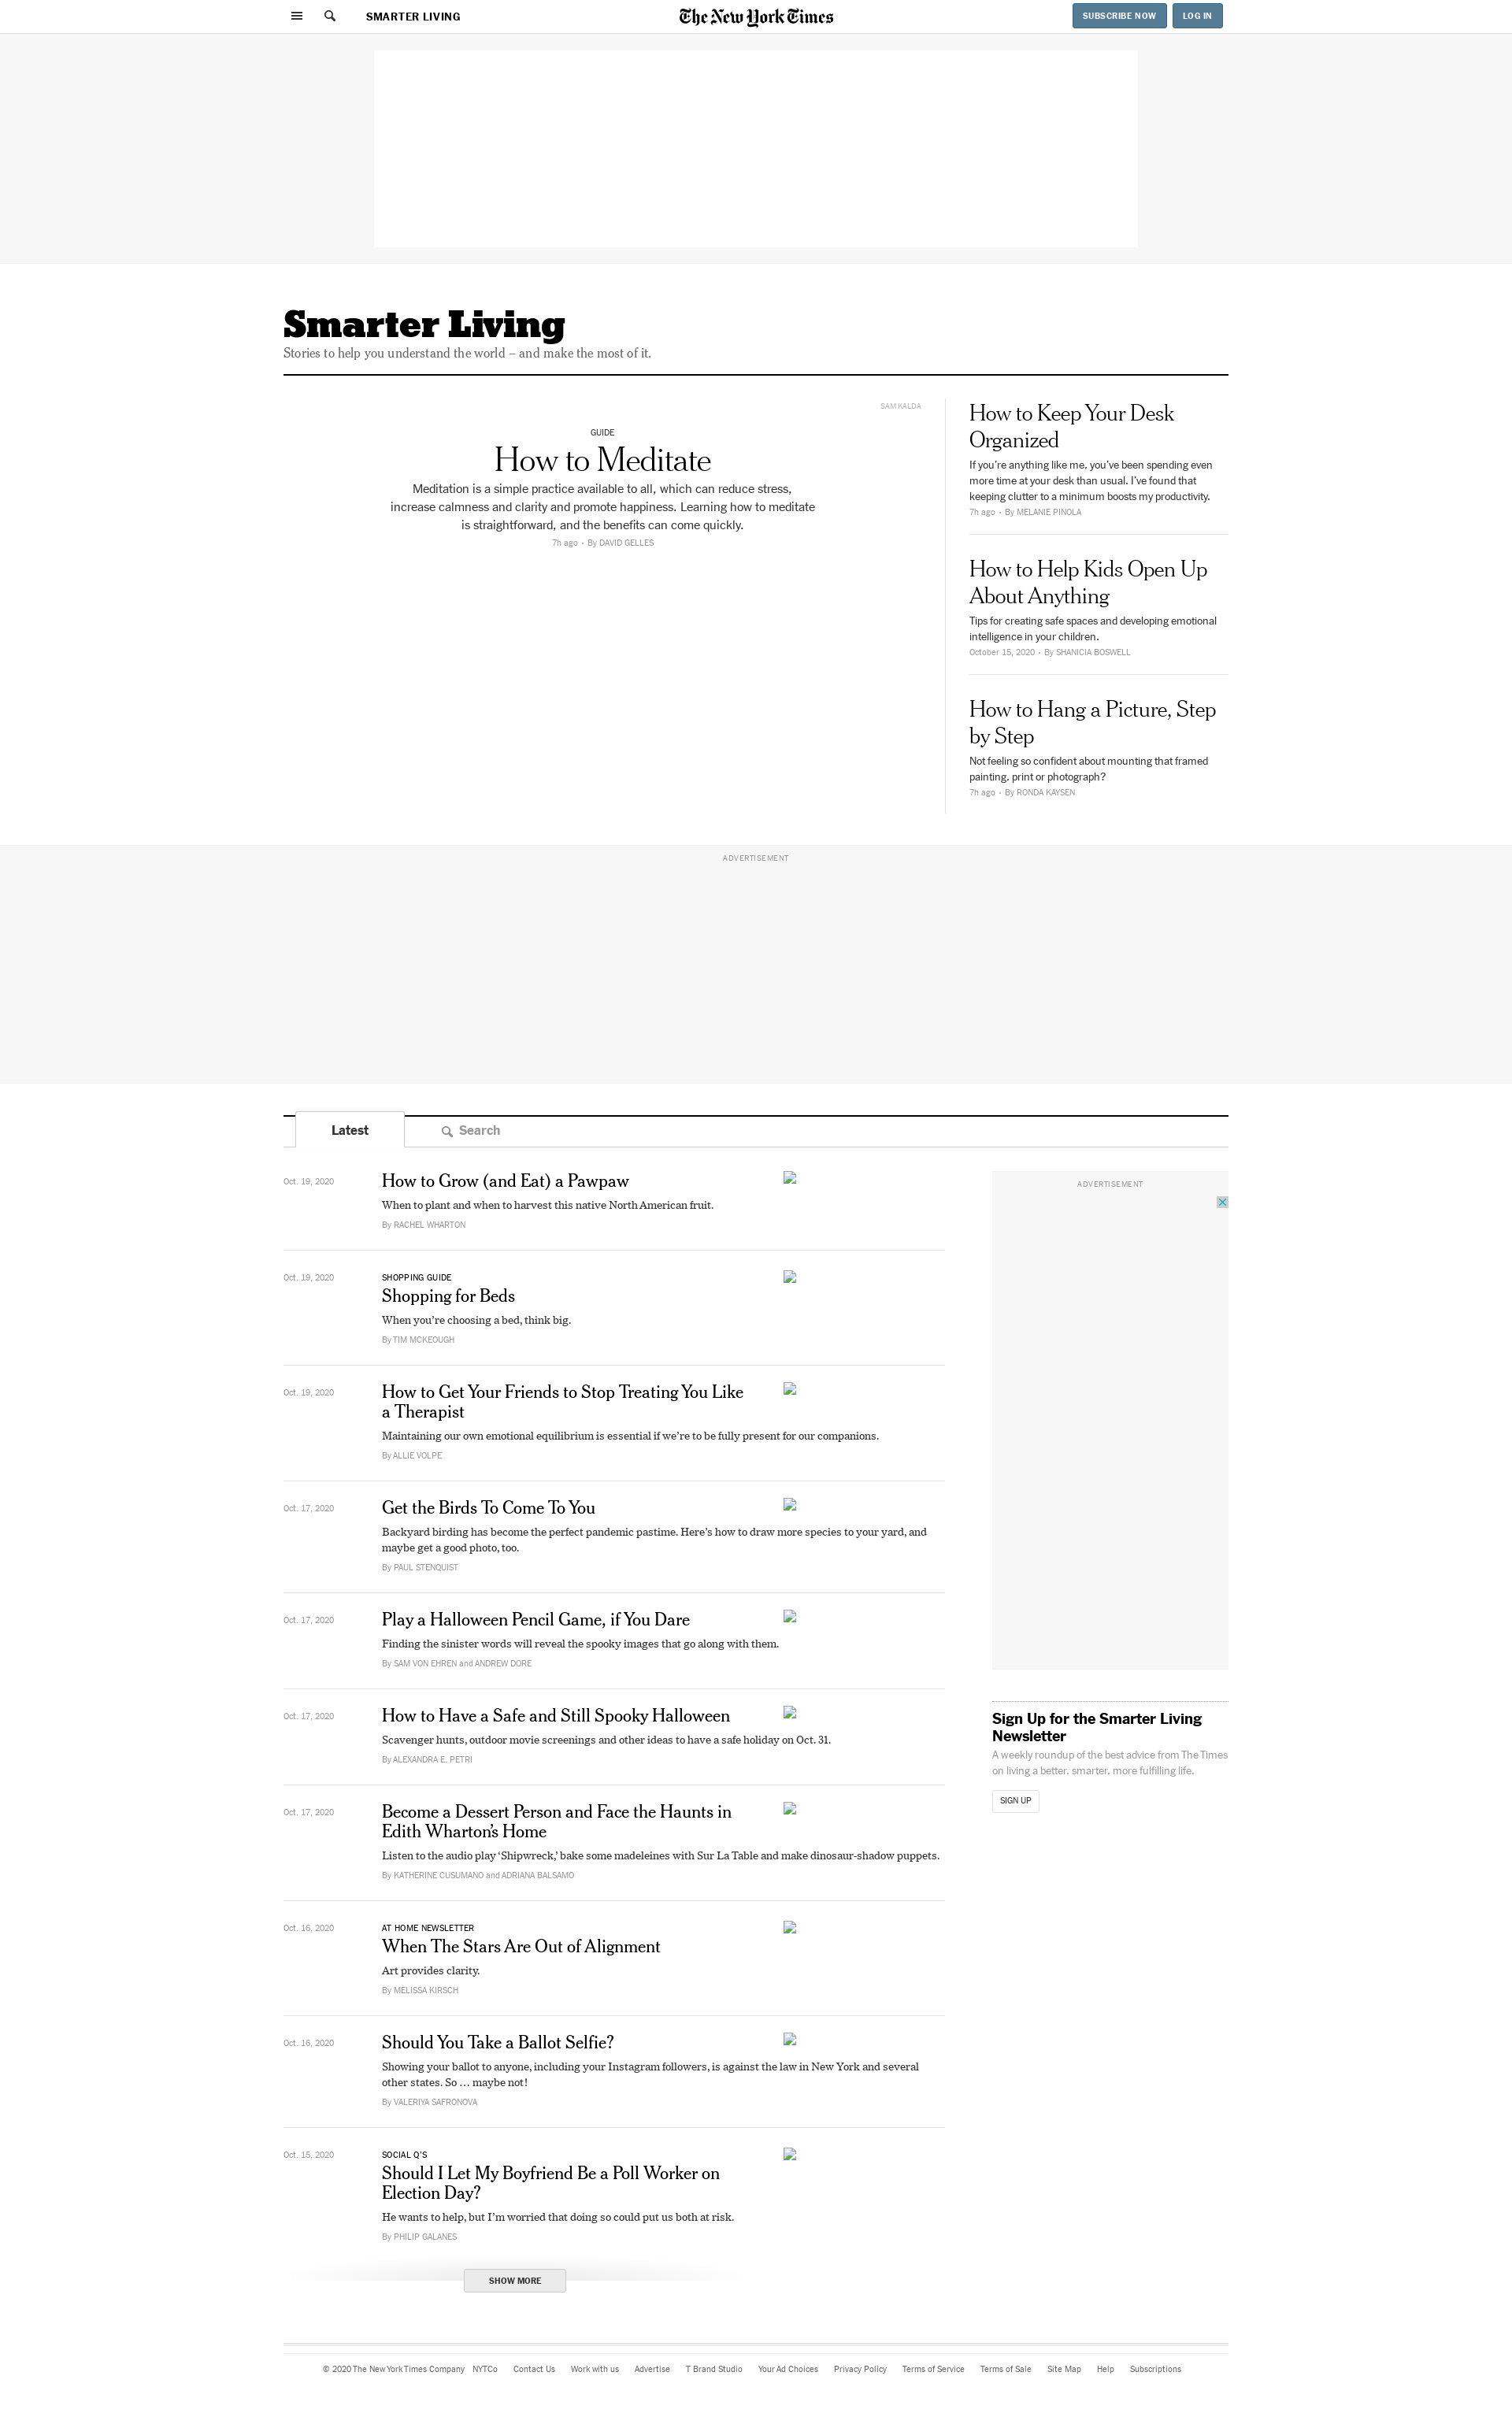 SMARTER LIVING
The New York Times
SUBSCRIBE NOW
LOG IN
Smarter Living
Stories to help you understand the world – and make the most of it.
SAM KALDA
GUIDE
How to Meditate
Meditation is a simple practice available to all, which can reduce stress,
increase calmness and clarity and promote happiness. Learning how to meditate
is straightforward, and the benefits can come quickly.
7h ago • By DAVID GELLES
How to Keep Your Desk
Organized
If you're anything like me, you've been spending even
more time at your desk than usual. I've found that
keeping clutter to a minimum boosts my productivity.
7h ago • By MELANIE PINOLA
How to Help Kids Open Up
About Anything
Tips for creating safe spaces and developing emotional
intelligence in your children.
October 15, 2020 • By SHANICIA BOSWELL
How to Hang a Picture, Step
by Step
Not feeling so confident about mounting that framed
painting, print or photograph?
7h ago • By RONDA KAYSEN
ADVERTISEMENT
Latest
Search
Oct. 19, 2020
How to Grow (and Eat) a Pawpaw
When to plant and when to harvest this native North American fruit.
By RACHEL WHARTON
Oct. 19, 2020
SHOPPING GUIDE
Shopping for Beds
When you're choosing a bed, think big.
By TIM MCKEOUGH
Oct. 19, 2020
How to Get Your Friends to Stop Treating You Like
a Therapist
Maintaining our own emotional equilibrium is essential if we're to be fully present for our companions.
By ALLIE VOLPE
Oct. 17, 2020
Get the Birds To Come To You
Backyard birding has become the perfect pandemic pastime. Here's how to draw more species to your yard, and
maybe get a good photo, too.
By PAUL STENQUIST
Oct. 17, 2020
Play a Halloween Pencil Game, if You Dare
Finding the sinister words will reveal the spooky images that go along with them.
By SAM VON EHREN and ANDREW DORE
Oct. 17, 2020
How to Have a Safe and Still Spooky Halloween
Scavenger hunts, outdoor movie screenings and other ideas to have a safe holiday on Oct. 31.
By ALEXANDRA E. PETRI
Oct. 17, 2020
Become a Dessert Person and Face the Haunts in
Edith Wharton's Home
Listen to the audio play 'Shipwreck,' bake some madeleines with Sur La Table and make dinosaur-shadow puppets.
By KATHERINE CUSUMANO and ADRIANA BALSAMO
Oct. 16, 2020
AT HOME NEWSLETTER
When The Stars Are Out of Alignment
Art provides clarity.
By MELISSA KIRSCH
Oct. 16, 2020
Should You Take a Ballot Selfie?
Showing your ballot to anyone, including your Instagram followers, is against the law in New York and several
other states. So … maybe not!
By VALERIYA SAFRONOVA
Oct. 15, 2020
SOCIAL Q'S
Should I Let My Boyfriend Be a Poll Worker on
Election Day?
He wants to help, but I'm worried that doing so could put us both at risk.
By PHILIP GALANES
SHOW MORE
ADVERTISEMENT
Sign Up for the Smarter Living
Newsletter
A weekly roundup of the best advice from The Times
on living a better, smarter, more fulfilling life.
SIGN UP
© 2020 The New York Times Company NYTCo Contact Us Work with us Advertise T Brand Studio Your Ad Choices Privacy Policy Terms of Service Terms of Sale Site Map Help Subscriptions